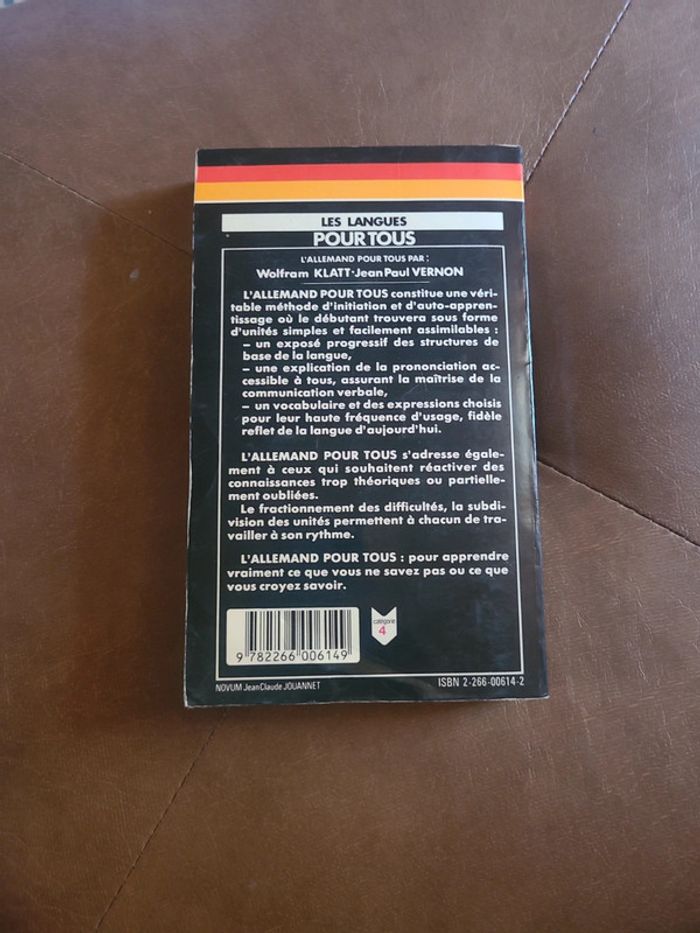 LES LANGUES
POUR TOUS
L'ALLEMAND POUR TOUS PAR :
Wolfram KLATT · Jean Paul VERNON
L'ALLEMAND POUR TOUS constitue une véri-
table méthode d'initiation et d'auto-appren-
tissage où le débutant trouvera sous forme
d'unités simples et facilement assimilables :
– un exposé progressif des structures de
base de la langue,
– une explication de la prononciation ac-
cessible à tous, assurant la maîtrise de la
communication verbale,
– un vocabulaire et des expressions choisis
pour leur haute fréquence d'usage, fidèle
reflet de la langue d'aujourd'hui.
L'ALLEMAND POUR TOUS s'adresse égale-
ment à ceux qui souhaitent réactiver des
connaissances trop théoriques ou partielle-
ment oubliées.
Le fractionnement des difficultés, la subdi-
vision des unités permettent à chacun de tra-
vailler à son rythme.
L'ALLEMAND POUR TOUS : pour apprendre
vraiment ce que vous ne savez pas ou ce que
vous croyez savoir.
catégorie
4
9 782266 006149
NOVUM Jean Claude JOUANNET
ISBN 2-266-00614-2